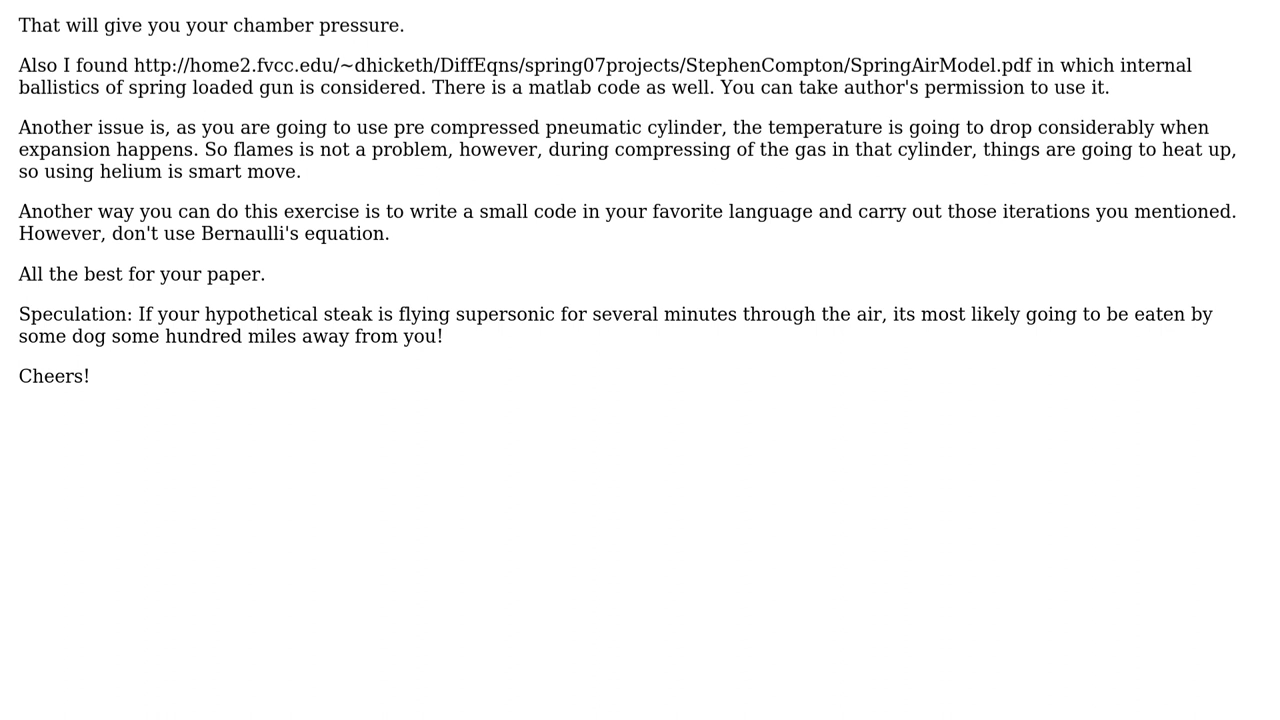 That will give you your chamber pressure.
Also I found http://home2.fvcc.edu/~dhicketh/DiffEqns/spring07projects/StephenCompton/SpringAirModel.pdf in which internal
ballistics of spring loaded gun is considered. There is a matlab code as well. You can take author's permission to use it.
Another issue is, as you are going to use pre compressed pneumatic cylinder, the temperature is going to drop considerably when
expansion happens. So flames is not a problem, however, during compressing of the gas in that cylinder, things are going to heat up,
so using helium is smart move.
Another way you can do this exercise is to write a small code in your favorite language and carry out those iterations you mentioned.
However, don't use Bernaulli's equation.
All the best for your paper.
Speculation: If your hypothetical steak is flying supersonic for several minutes through the air, its most likely going to be eaten by
some dog some hundred miles away from you!
Cheers!